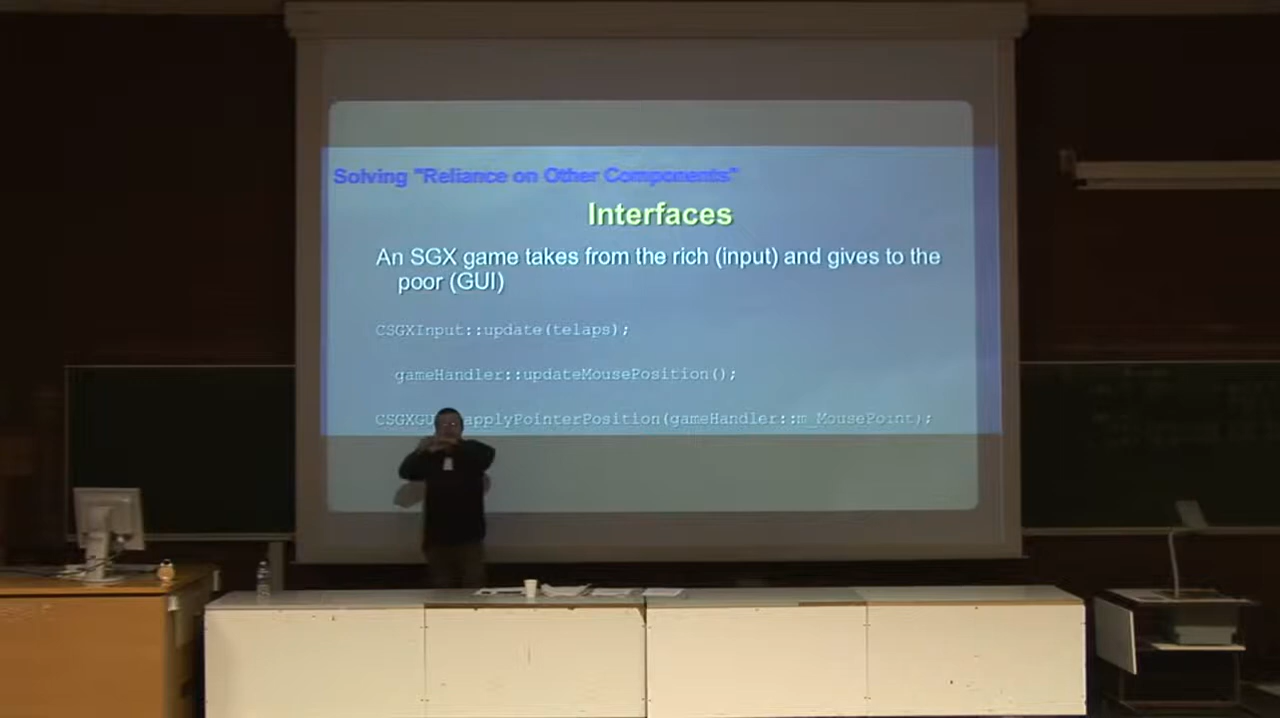 Solving "Reliance on Other Components"
Interfaces
An SGX game takes from the rich (input) and gives to the
poor (GUI)
CSGXInput::update(telaps);
gameHandler::updateMousePosition();
CSGXGU applyPointerPosition(gameHandler::m_MousePoint);